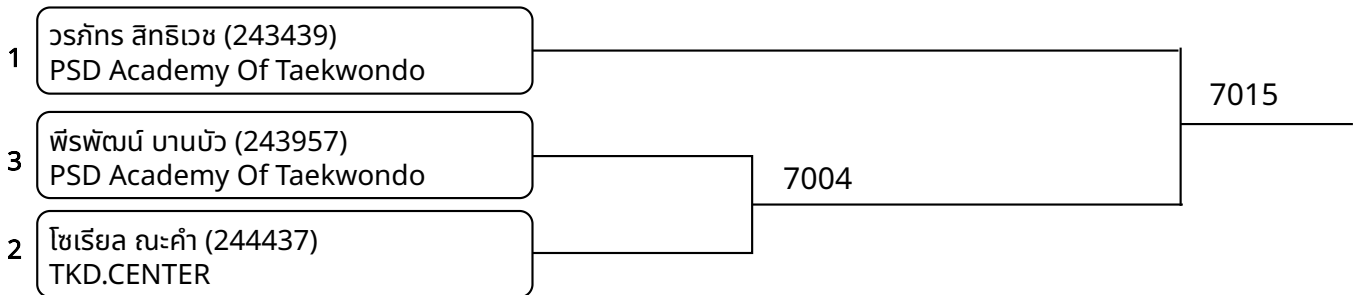 1
วรภัทร สิทธิเวช (243439)
PSD Academy Of Taekwondo
7015
3
พีรพัฒน์ บานบัว (243957)
PSD Academy Of Taekwondo
7004
2
โซเรียล ณะคำ (244437)
TKD.CENTER